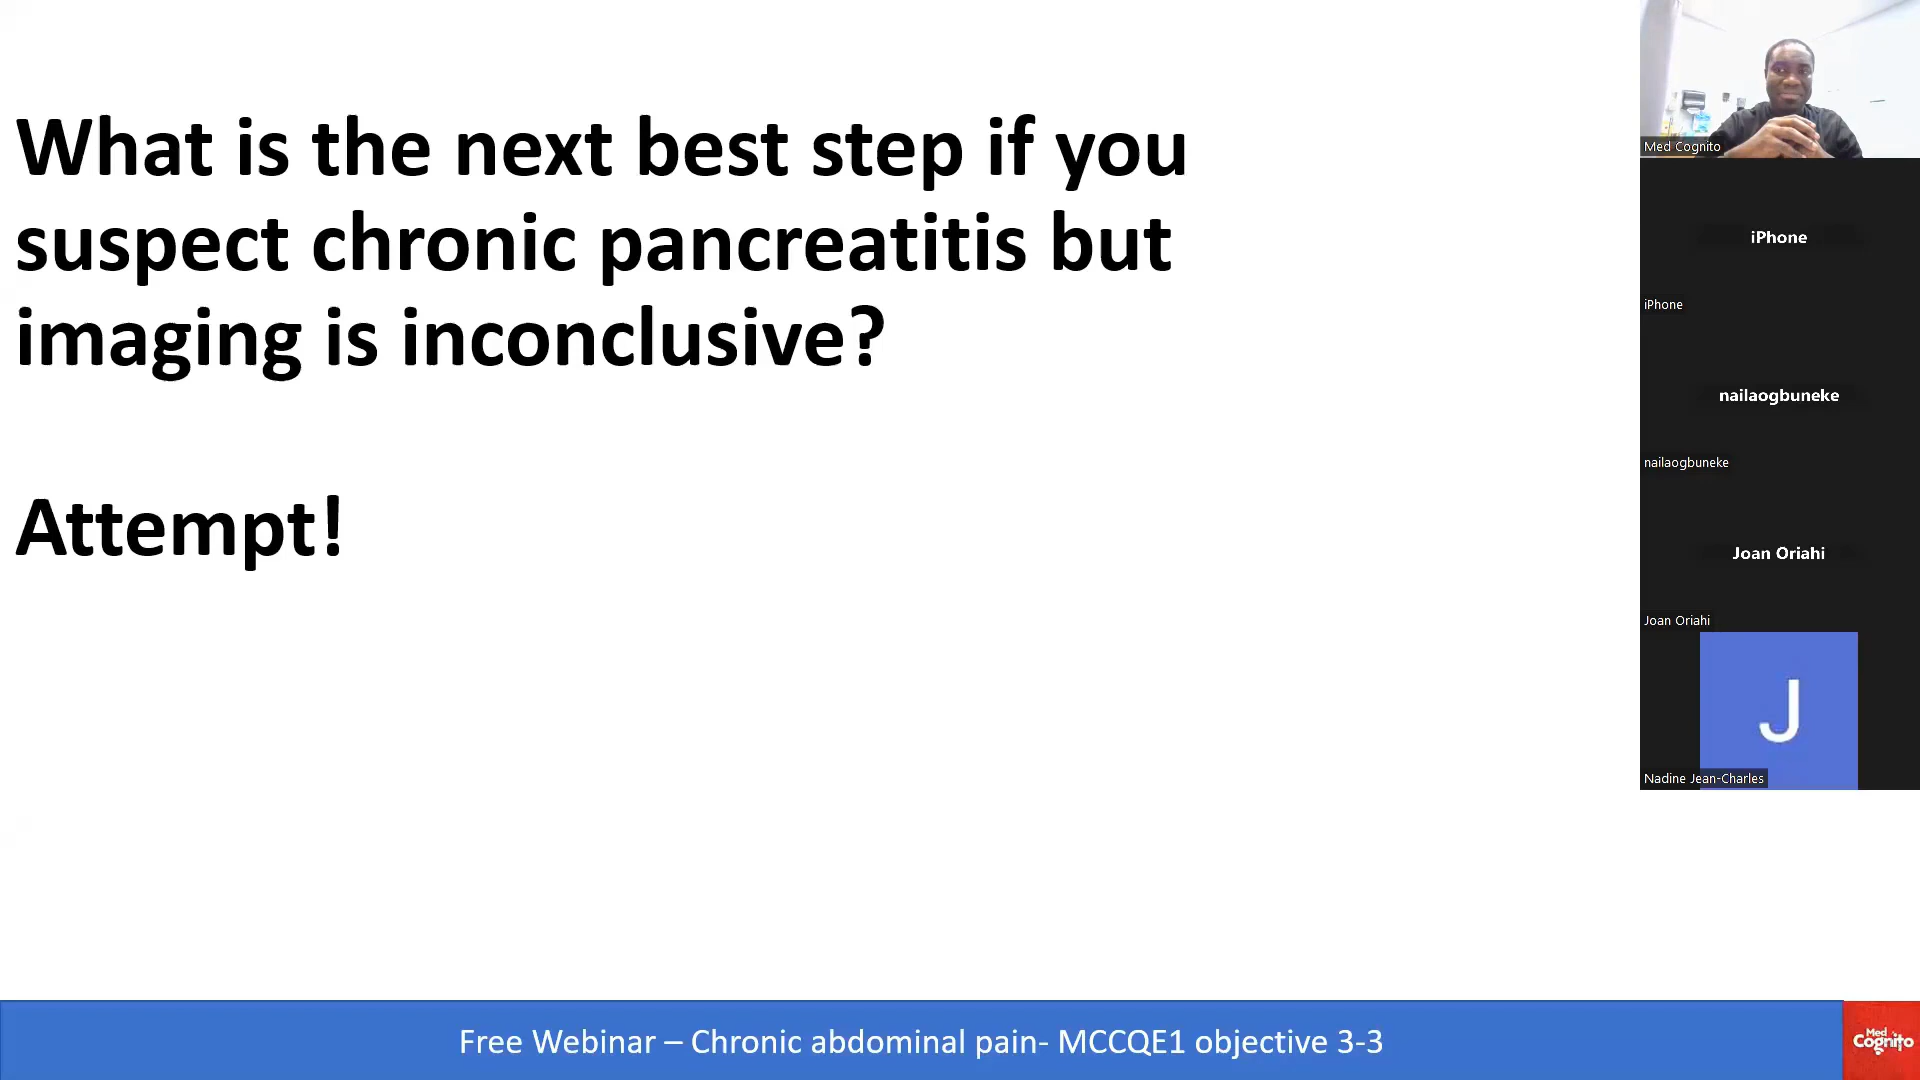 What is the next best step if you
suspect chronic pancreatitis but
imaging is inconclusive?
Attempt!
Med Cognito
iPhone
iPhone
nailaogbuneke
nailaogbuneke
Joan Oriahi
Joan Oriahi
J
Nadine Jean-Charles
Free Webinar – Chronic abdominal pain- MCCQE1 objective 3-3
Med
Cognito